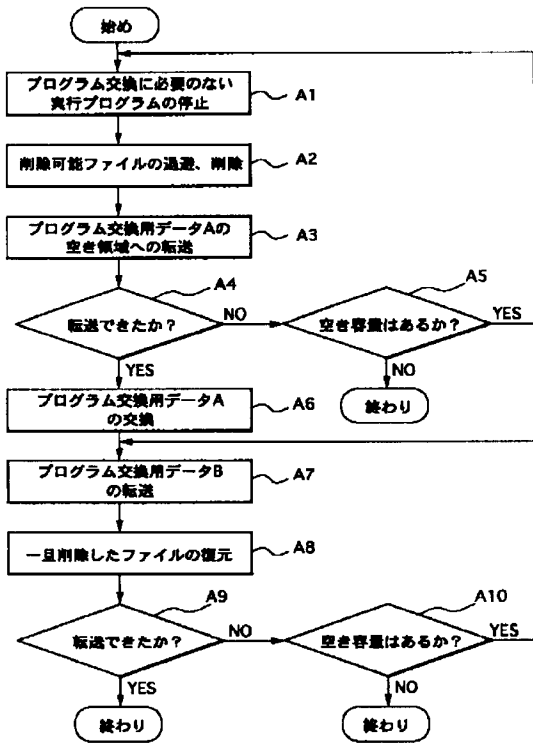 始め
プログラム交換に必要のない
実行プログラムの停止
A1
削除可能ファイルの退避、削除
A2
プログラム交換用データAの
空き領域への転送
A3
A4
転送できたか？
NO
A5
空き容量はあるか？
YES
YES
NO
終わり
プログラム交換用データA
の交換
A6
プログラム交換用データB
の転送
A7
一旦削除したファイルの復元
A8
A9
転送できたか？
NO
A10
空き容量はあるか？
YES
YES
NO
終わり
終わり